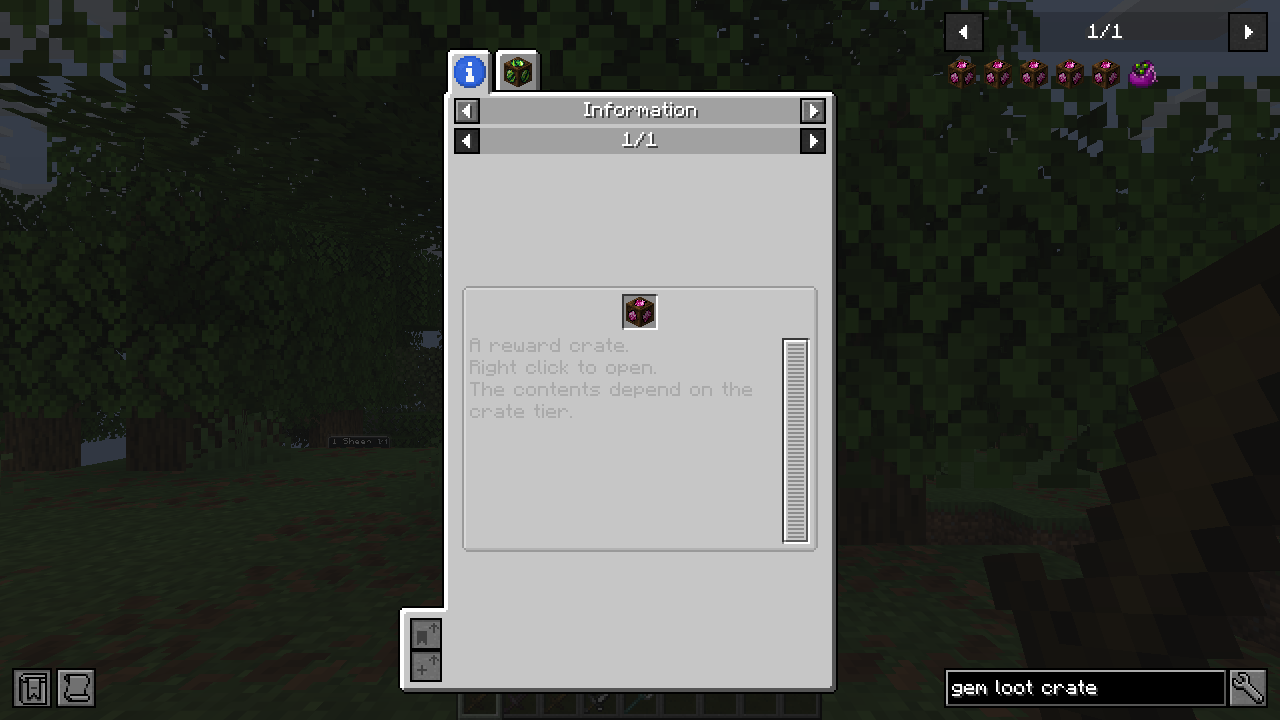 1/1
Information
1/1
A reward crate.
Right click to open.
The contents depend on the
crate tier.
gem loot crate